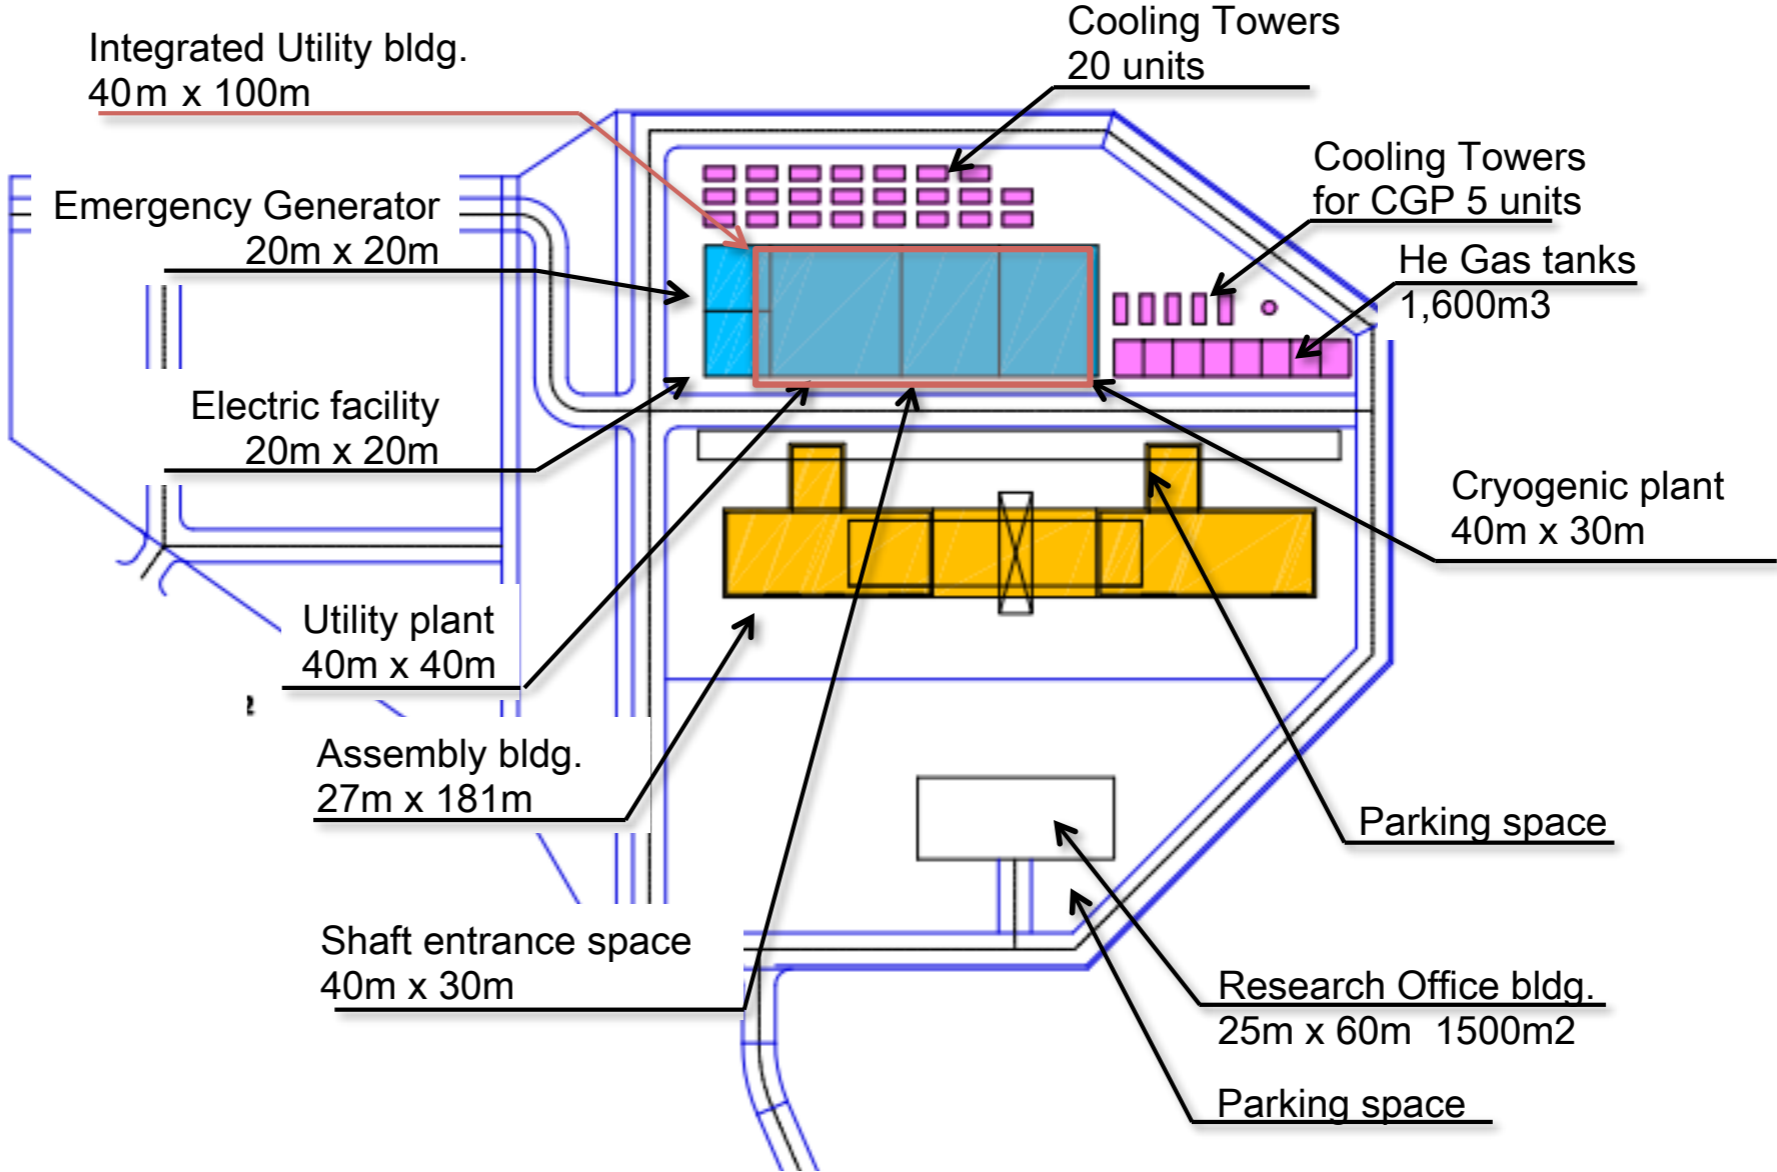 Cooling Towers
20 units
Integrated Utility bldg.
40m x 100m
Cooling Towers
for CGP 5 units
Emergency Generator
20m x 20m
He Gas tanks
1,600m3
Electric facility
20m x 20m
Cryogenic plant
40m x 30m
Utility plant
40m x 40m
Assembly bldg.
27m x 181m
Parking space
Shaft entrance space
40m x 30m
Research Office bldg.
25m x 60m 1500m2
Parking space